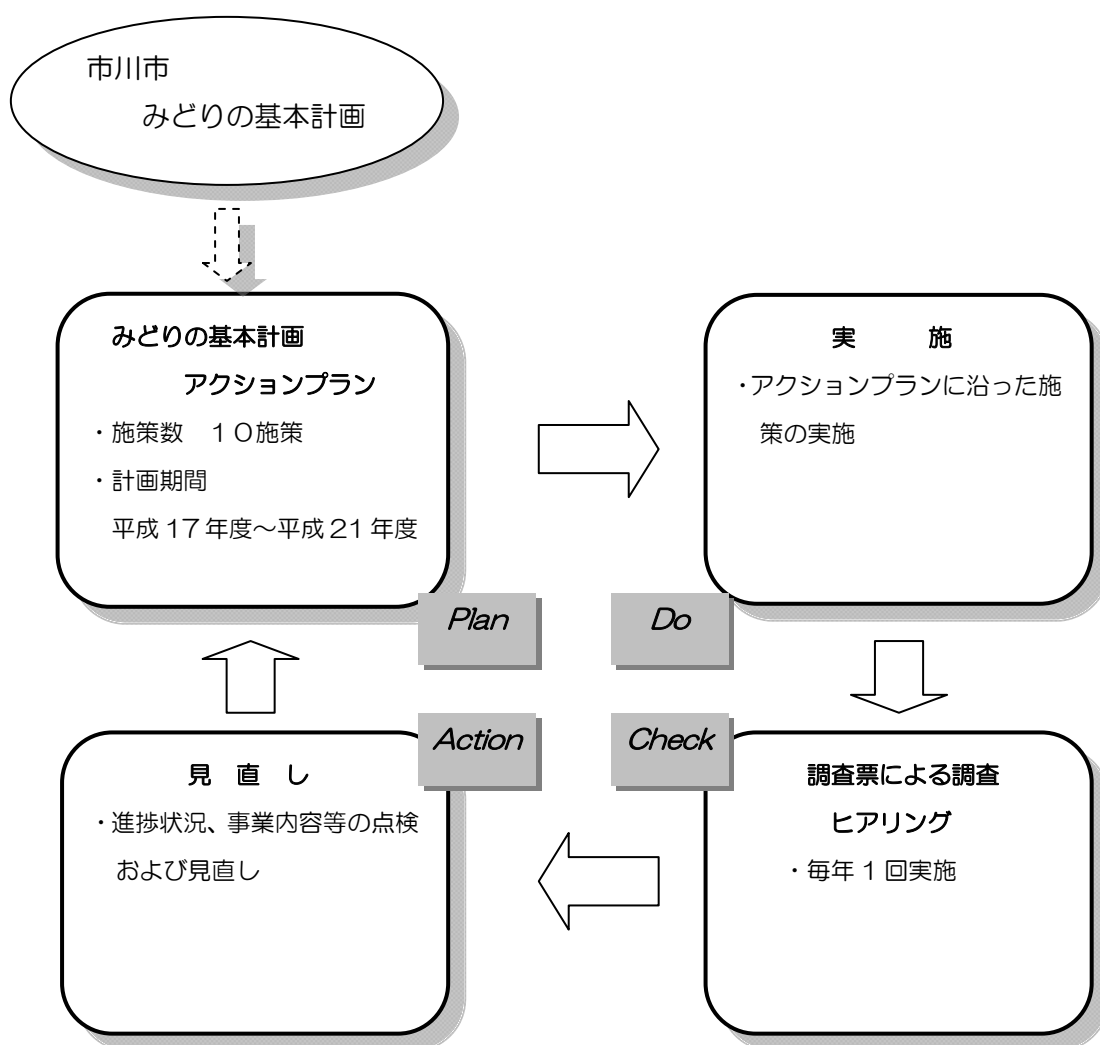 市川市
みどりの基本計画
みどりの基本計画
アクションプラン
・施策数 10施策
・計画期間
平成17年度～平成21年度
Plan
実 施
・アクションプランに沿った施
策の実施
Do
調査票による調査
ヒアリング
・毎年1回実施
Check
見 直 し
・進捗状況、事業内容等の点検
および見直し
Action